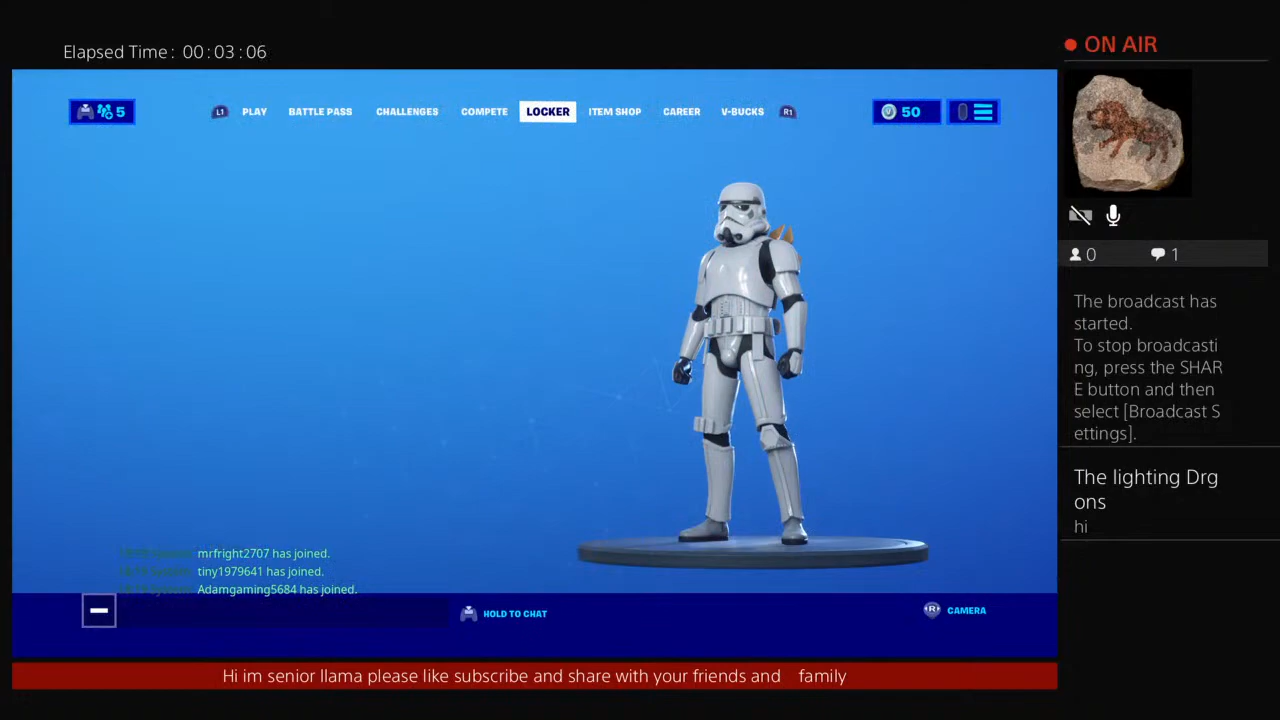 Elapsed Time: 00:03:06
ON AIR
5
L1 PLAY BATTLE PASS CHALLENGES COMPETE LOCKER ITEM SHOP CAREER V-BUCKS R1
50
0 1
The broadcast has
started.
To stop broadcasti
ng, press the SHAR
E button and then
select [Broadcast S
ettings].
The lighting Drg
ons
hi
mrfright2707 has joined.
tiny1979641 has joined.
Adamgaming5684 has joined.
HOLD TO CHAT
R CAMERA
Hi im senior llama please like subscribe and share with your friends and family